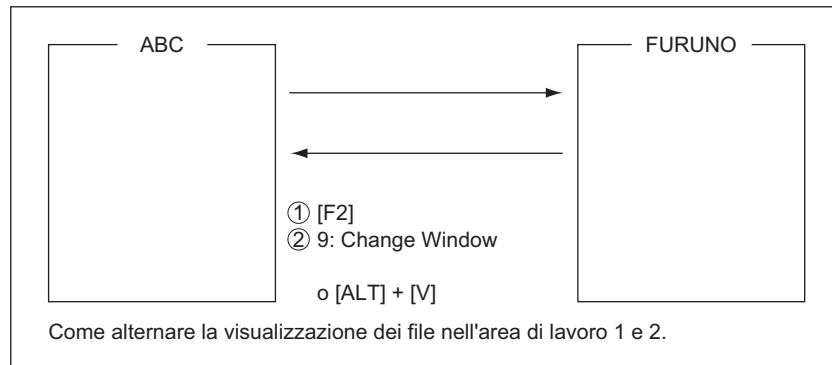 ABC
FURUNO
① [F2]
② 9: Change Window
o [ALT] + [V]
Come alternare la visualizzazione dei file nell'area di lavoro 1 e 2.